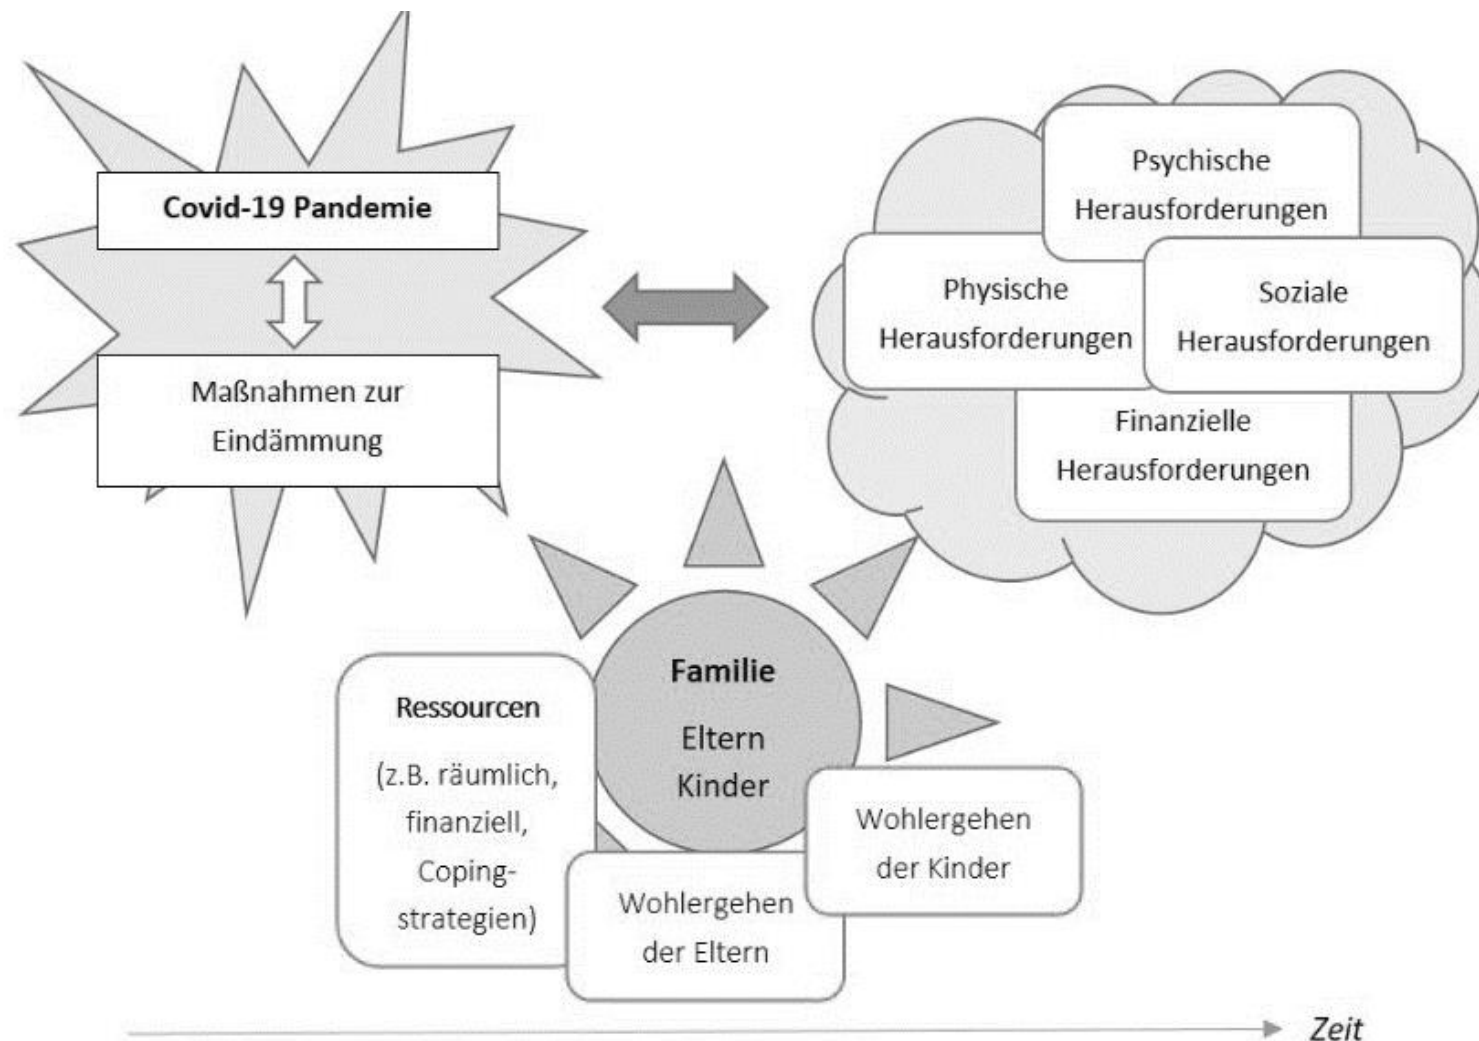 Covid-19 Pandemie
Maßnahmen zur
Eindämmung
Psychische
Herausforderungen
Physische
Herausforderungen
Soziale
Herausforderungen
Finanzielle
Herausforderungen
Familie
Eltern
Kinder
Ressourcen
(z.B. räumlich,
finanziell,
Coping-
strategien)
Wohlergehen
der Kinder
Wohlergehen
der Eltern
Zeit